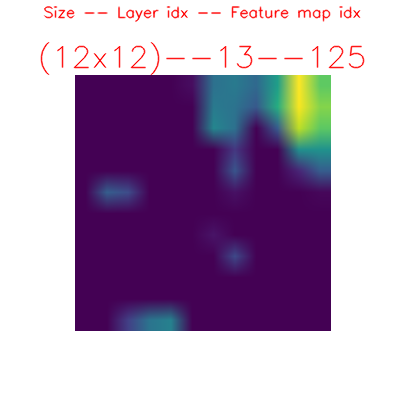 Size -- Layer idx -- Feature map idx
(12x12)--13--125